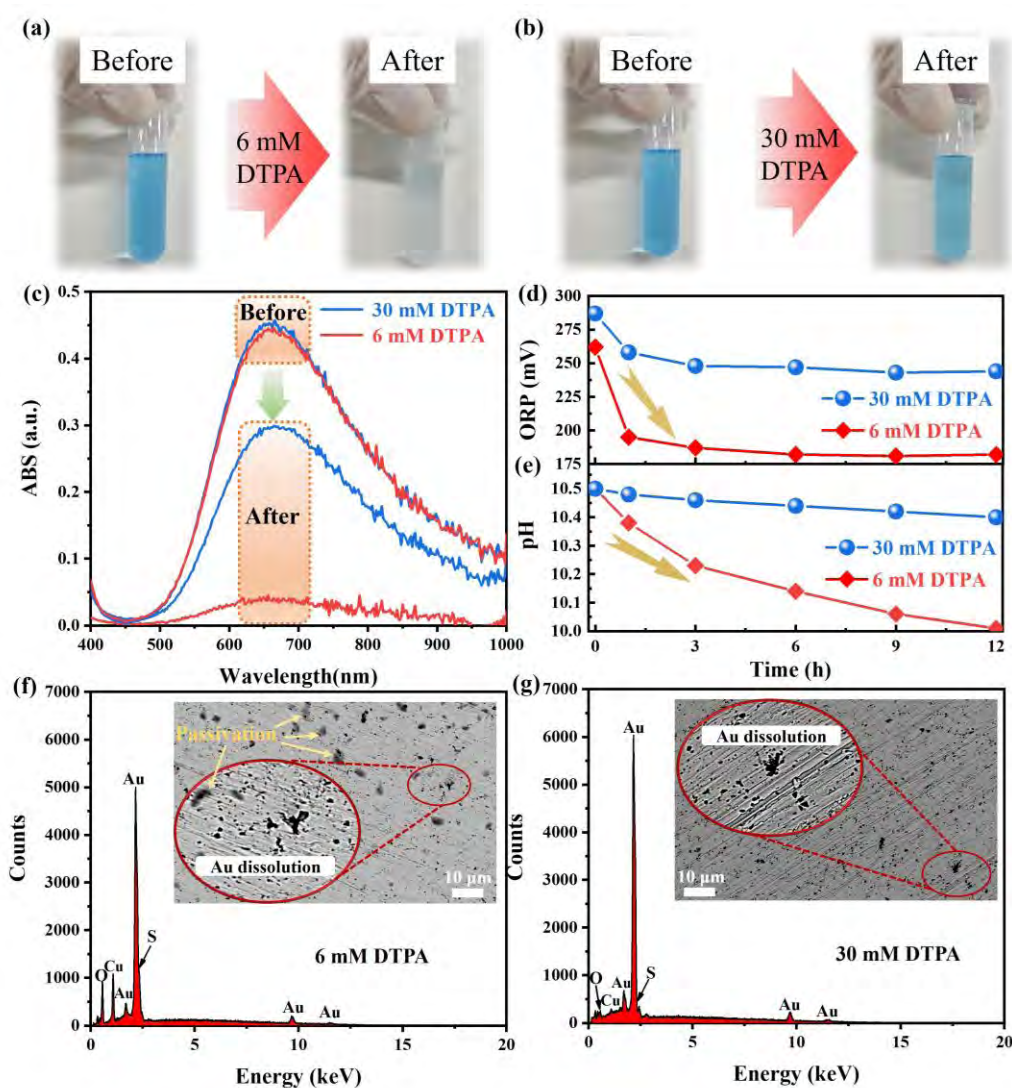 (a)
Before
6 mM
DTPA
After
(b)
Before
30 mM
DTPA
After
(c)
0.5
0.4
0.3
0.2
0.1
0.0
ABS (a.u.)
Before
After
30 mM DTPA
6 mM DTPA
400 500 600 700 800 900 1000
Wavelength(nm)
(d)
300
275
250
225
200
175
ORP (mV)
30 mM DTPA
6 mM DTPA
(e)
10.5
10.4
10.3
10.2
10.1
10.0
pH
30 mM DTPA
6 mM DTPA
0 3 6 9 12
Time (h)
(f)
7000
6000
5000
4000
3000
2000
1000
0
Counts
Passivation
Au dissolution
10 μm
Au
S
O
Cu
Au
Au
Au
6 mM DTPA
0 5 10 15 20
Energy (keV)
(g)
7000
6000
5000
4000
3000
2000
1000
0
Counts
Au dissolution
10 μm
Au
S
O
Cu
Au
Au
Au
30 mM DTPA
0 5 10 15 20
Energy (keV)